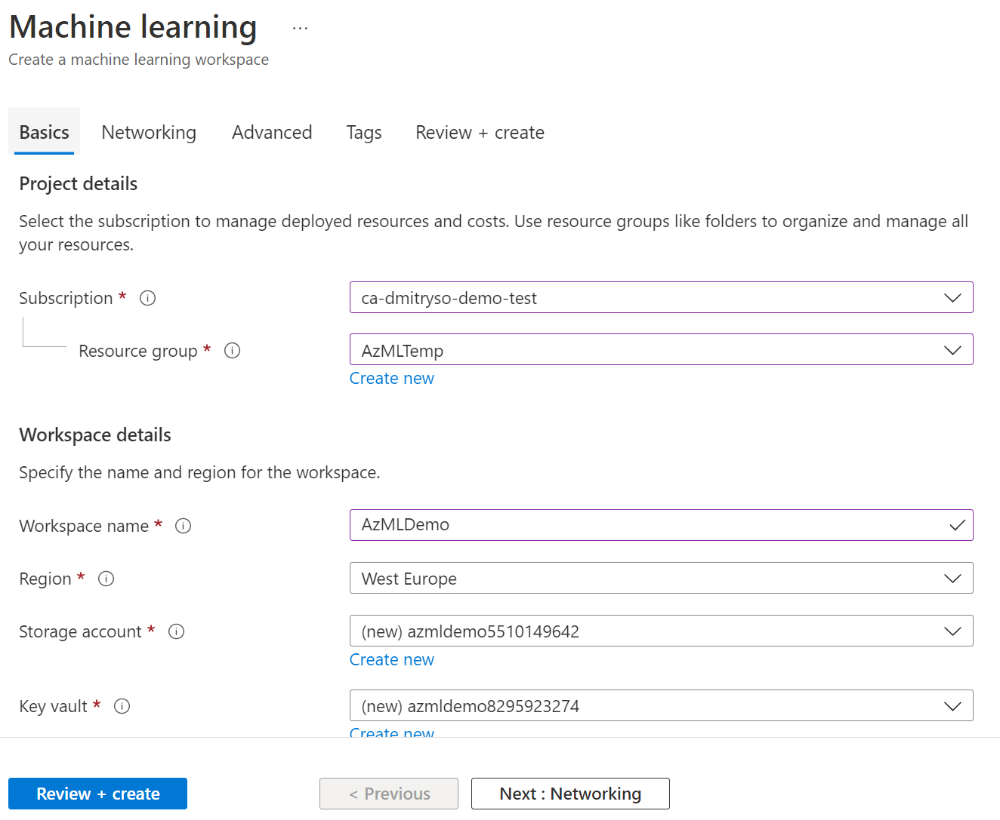 Machine learning ...
Create a machine learning workspace
Basics Networking Advanced Tags Review + create
Project details
Select the subscription to manage deployed resources and costs. Use resource groups like folders to organize and manage all
your resources.
Subscription * ca-dmitryso-demo-test
Resource group * AzMLTemp
Create new
Workspace details
Specify the name and region for the workspace.
Workspace name * AzMLDemo
Region * West Europe
Storage account * (new) azmldemo5510149642
Create new
Key vault * (new) azmldemo8295923274
Create new
Review + create < Previous Next : Networking